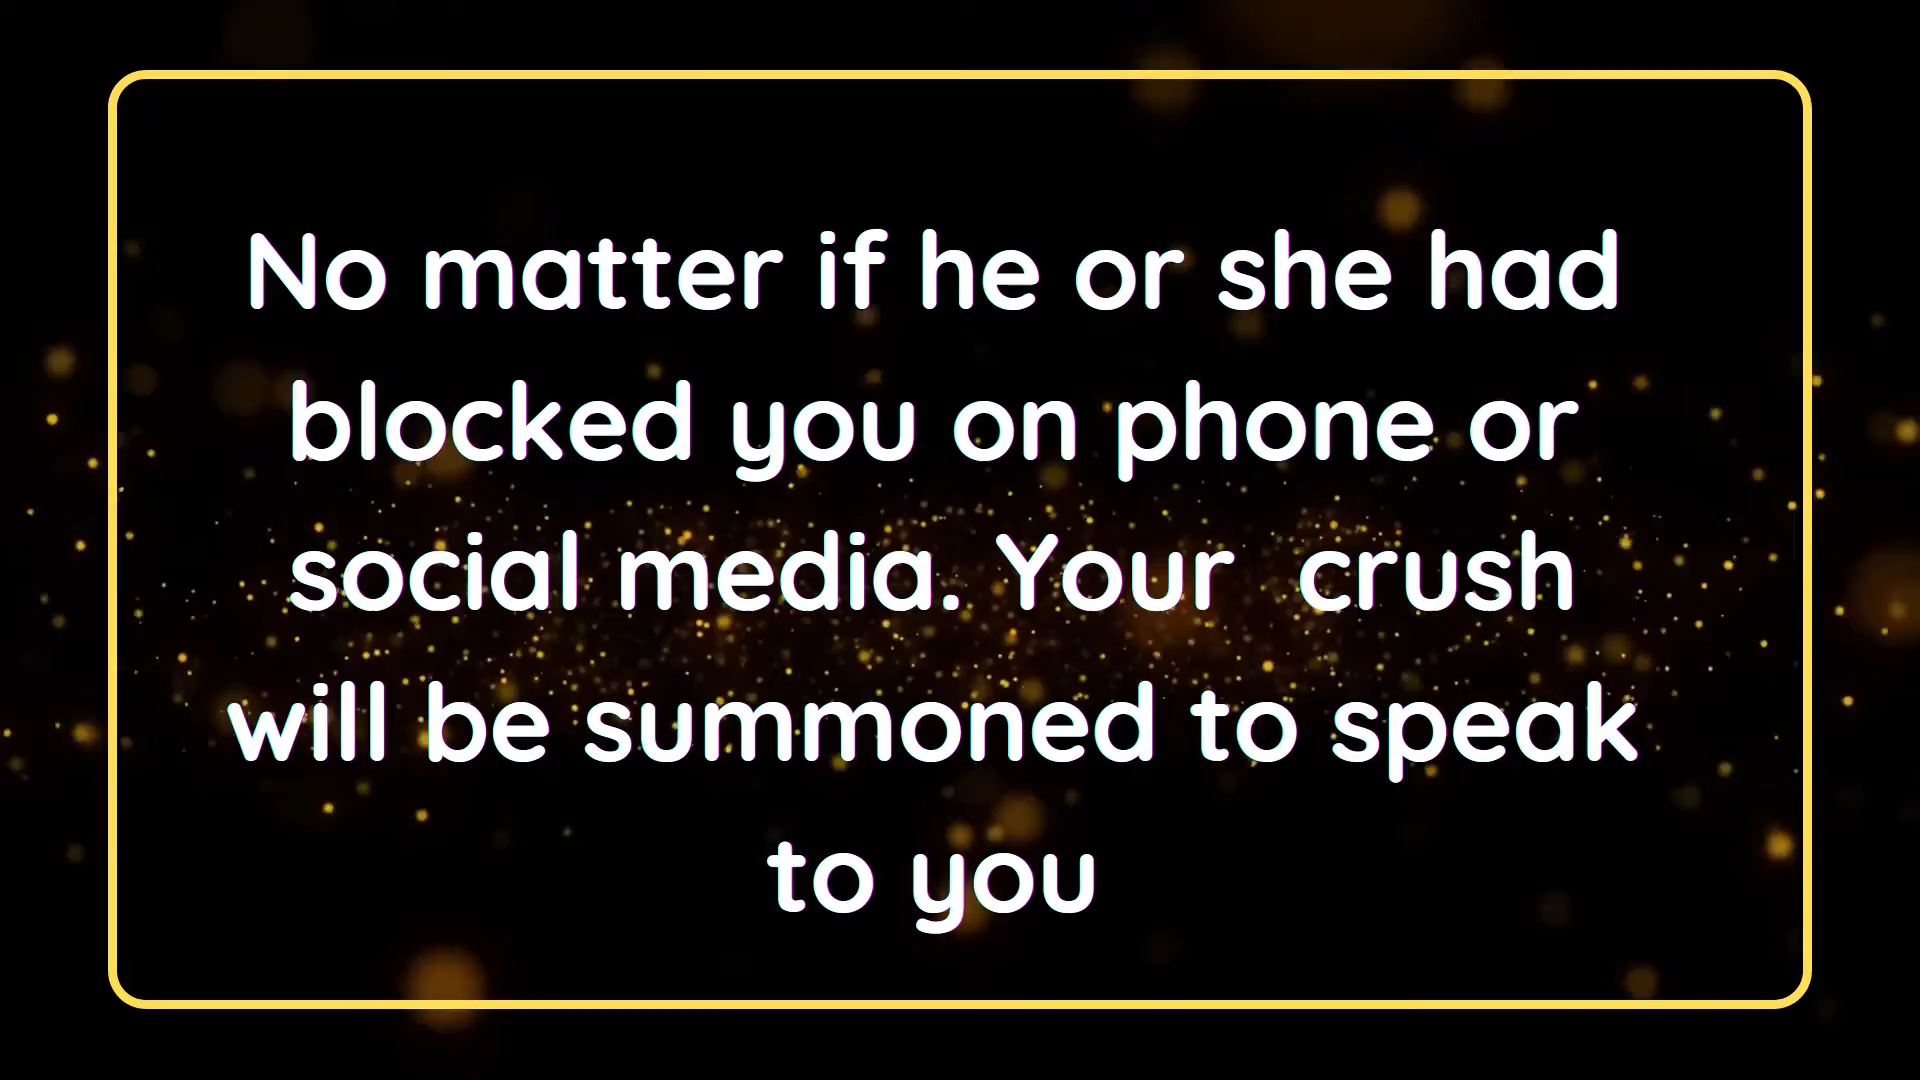 No matter if he or she had
blocked you on phone or
social media. Your  crush
will be summoned to speak
to you